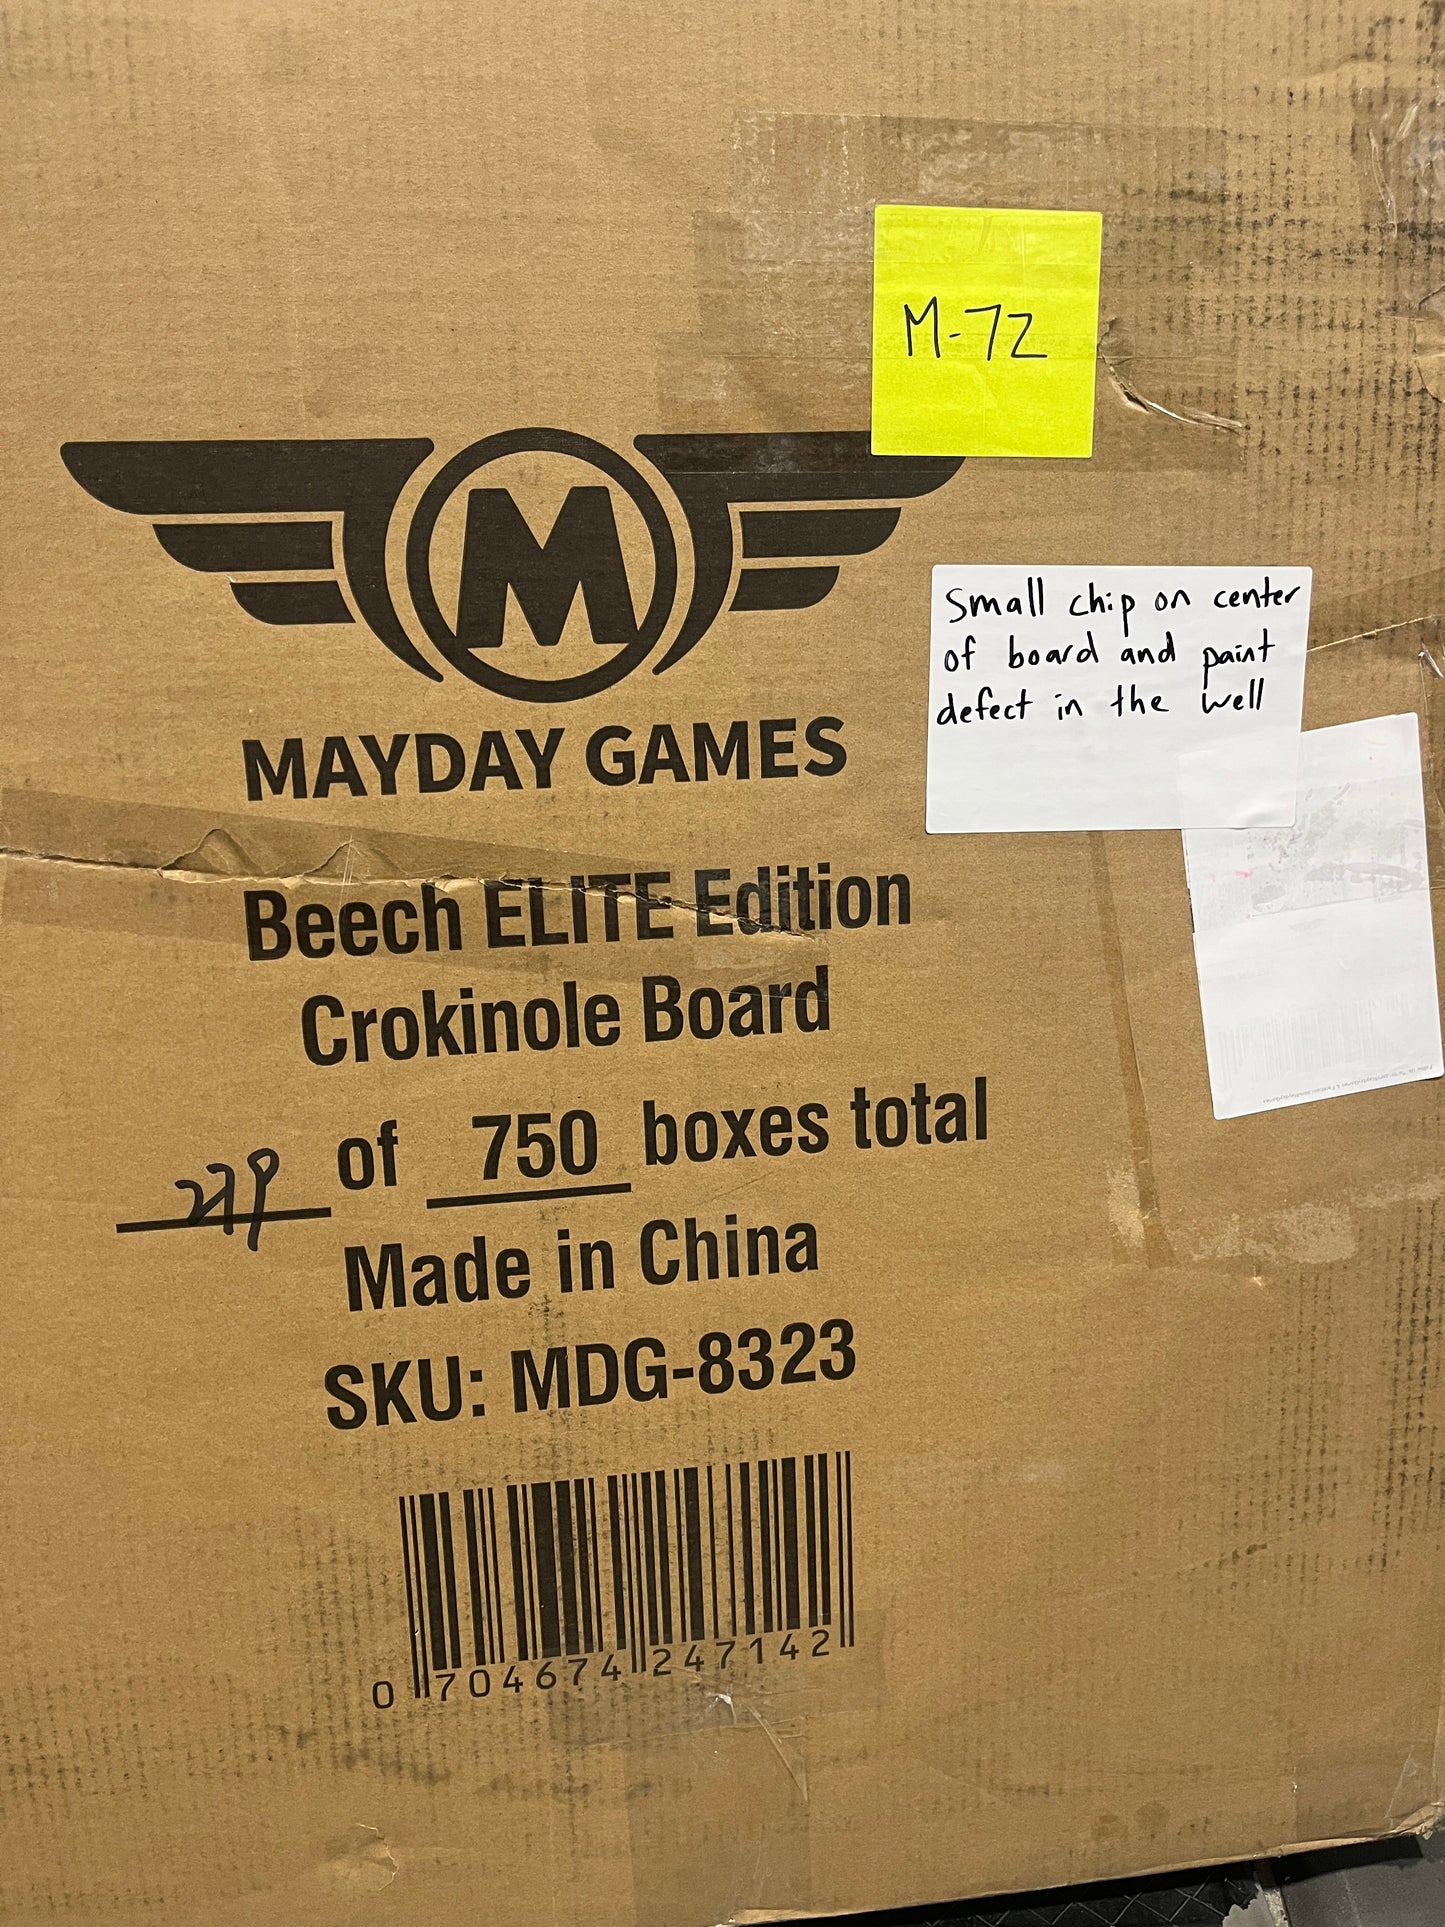 M-72
M
MAYDAY GAMES
Small chip on center
of board and paint
defect in the well
Beech ELITE Edition
Crokinole Board
of 750 boxes total
Made in China
SKU: MDG-8323
0 704674 247142